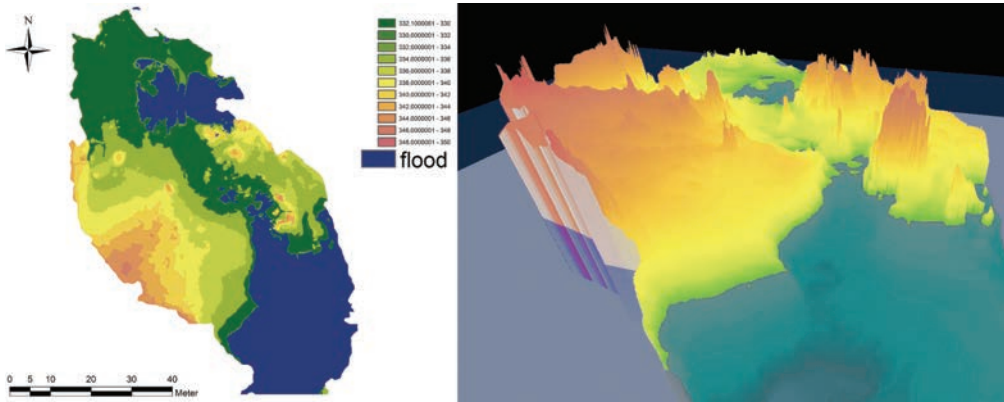 N
332,1000001 - 330
330,0000001 - 332
332,0000001 - 334
334,0000001 - 336
336,0000001 - 338
338,0000001 - 340
340,0000001 - 342
342,0000001 - 344
344,0000001 - 346
346,0000001 - 348
348,0000001 - 350
flood
0 5 10 20 30 40
Meter